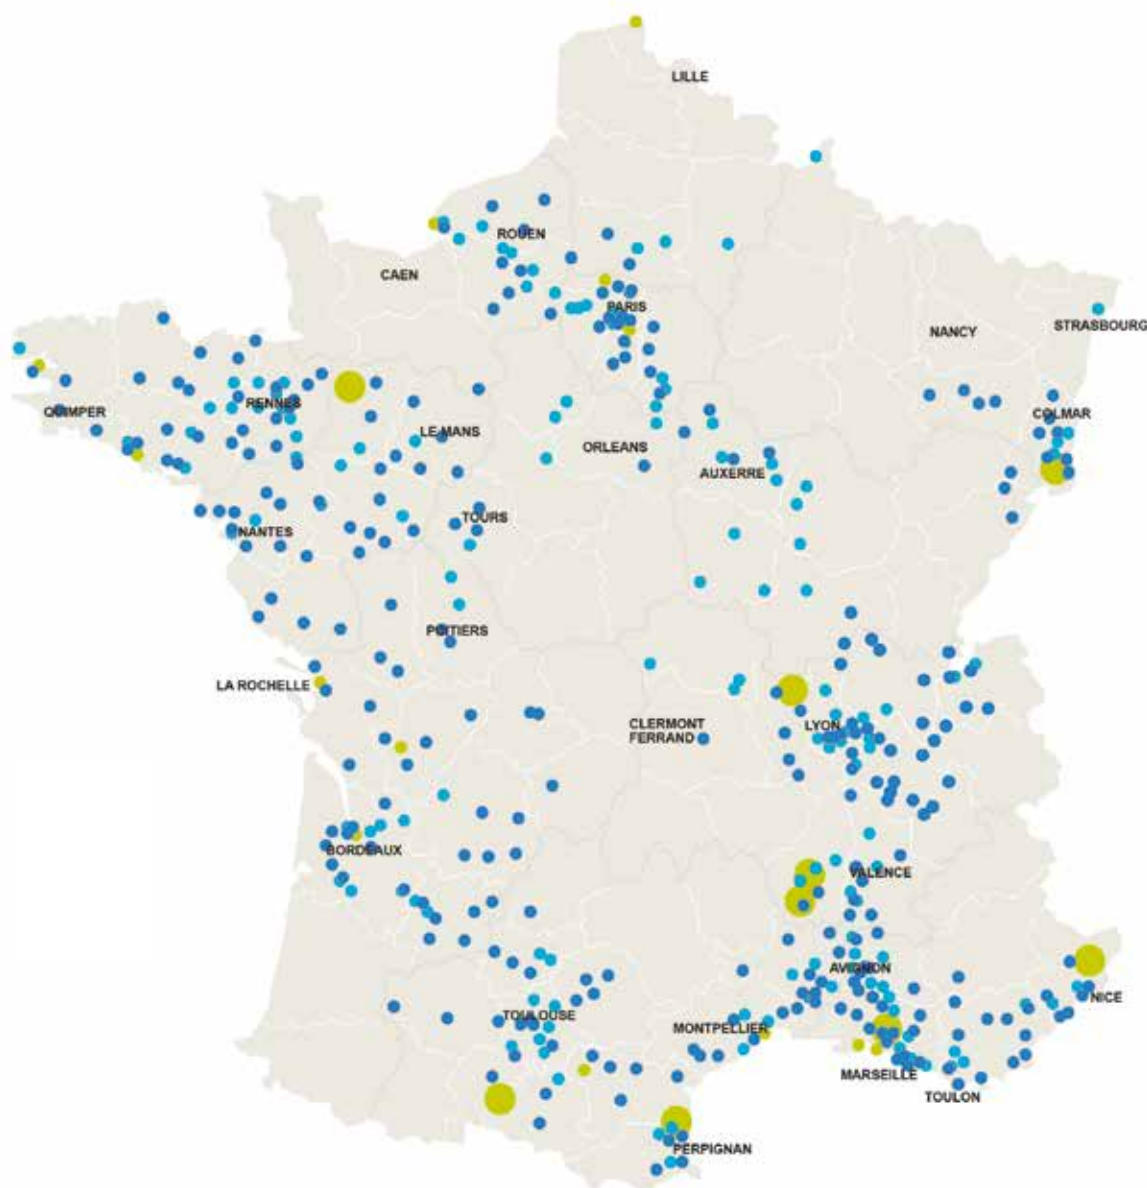 LILLE
ROUEN
CAEN
PARIS
STRASBOURG
NANCY
QUIMPER
RENNES
COLMAR
LE MANS
ORLEANS
AUXERRE
TOURS
NANTES
POITIERS
LA ROCHELLE
CLERMONT
FERRAND
LYON
BORDEAUX
VALENCE
AVIGNON
NICE
TOULOUSE
MONTPELLIER
MARSEILLE
TOULON
PERPIGNAN